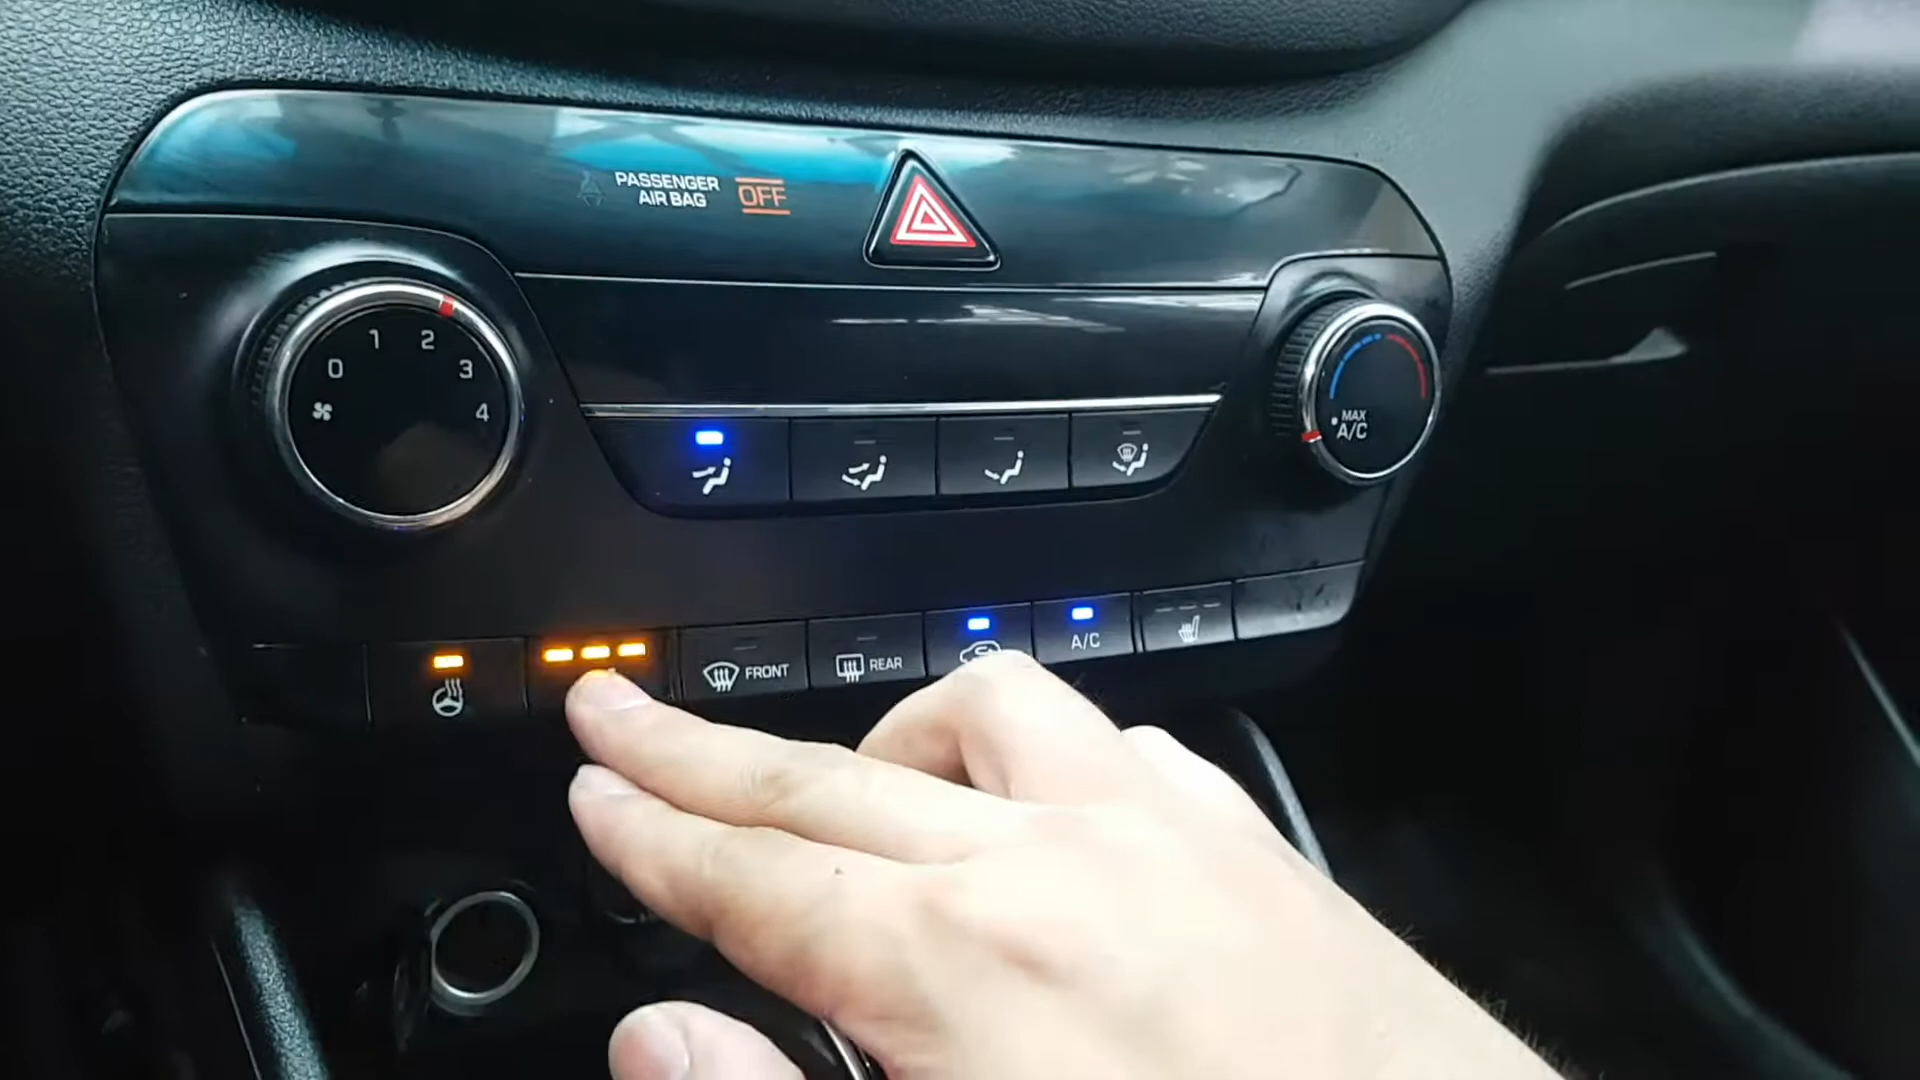 PASSENGER
AIR BAG
OFF
0
1
2
3
4
MAX
A/C
FRONT
REAR
A/C